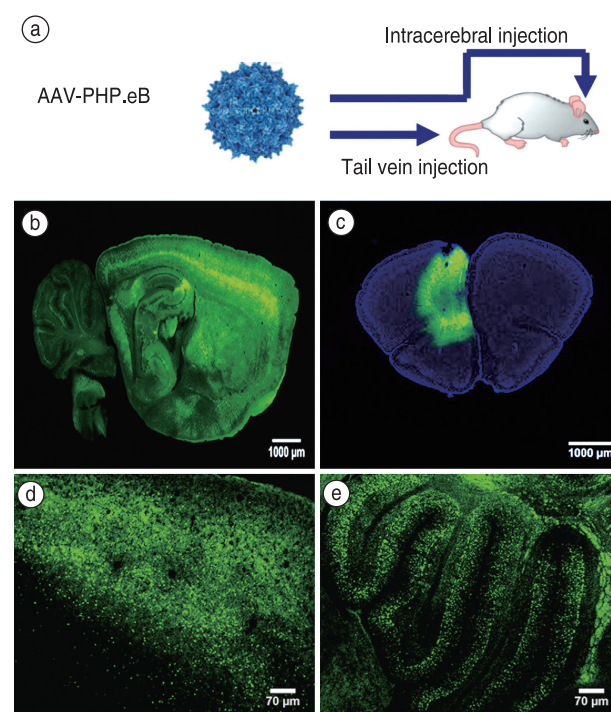 a
Intracerebral injection
AAV-PHP.eB
Tail vein injection
b
1000 µm
c
1000 µm
d
70 µm
e
70 µm